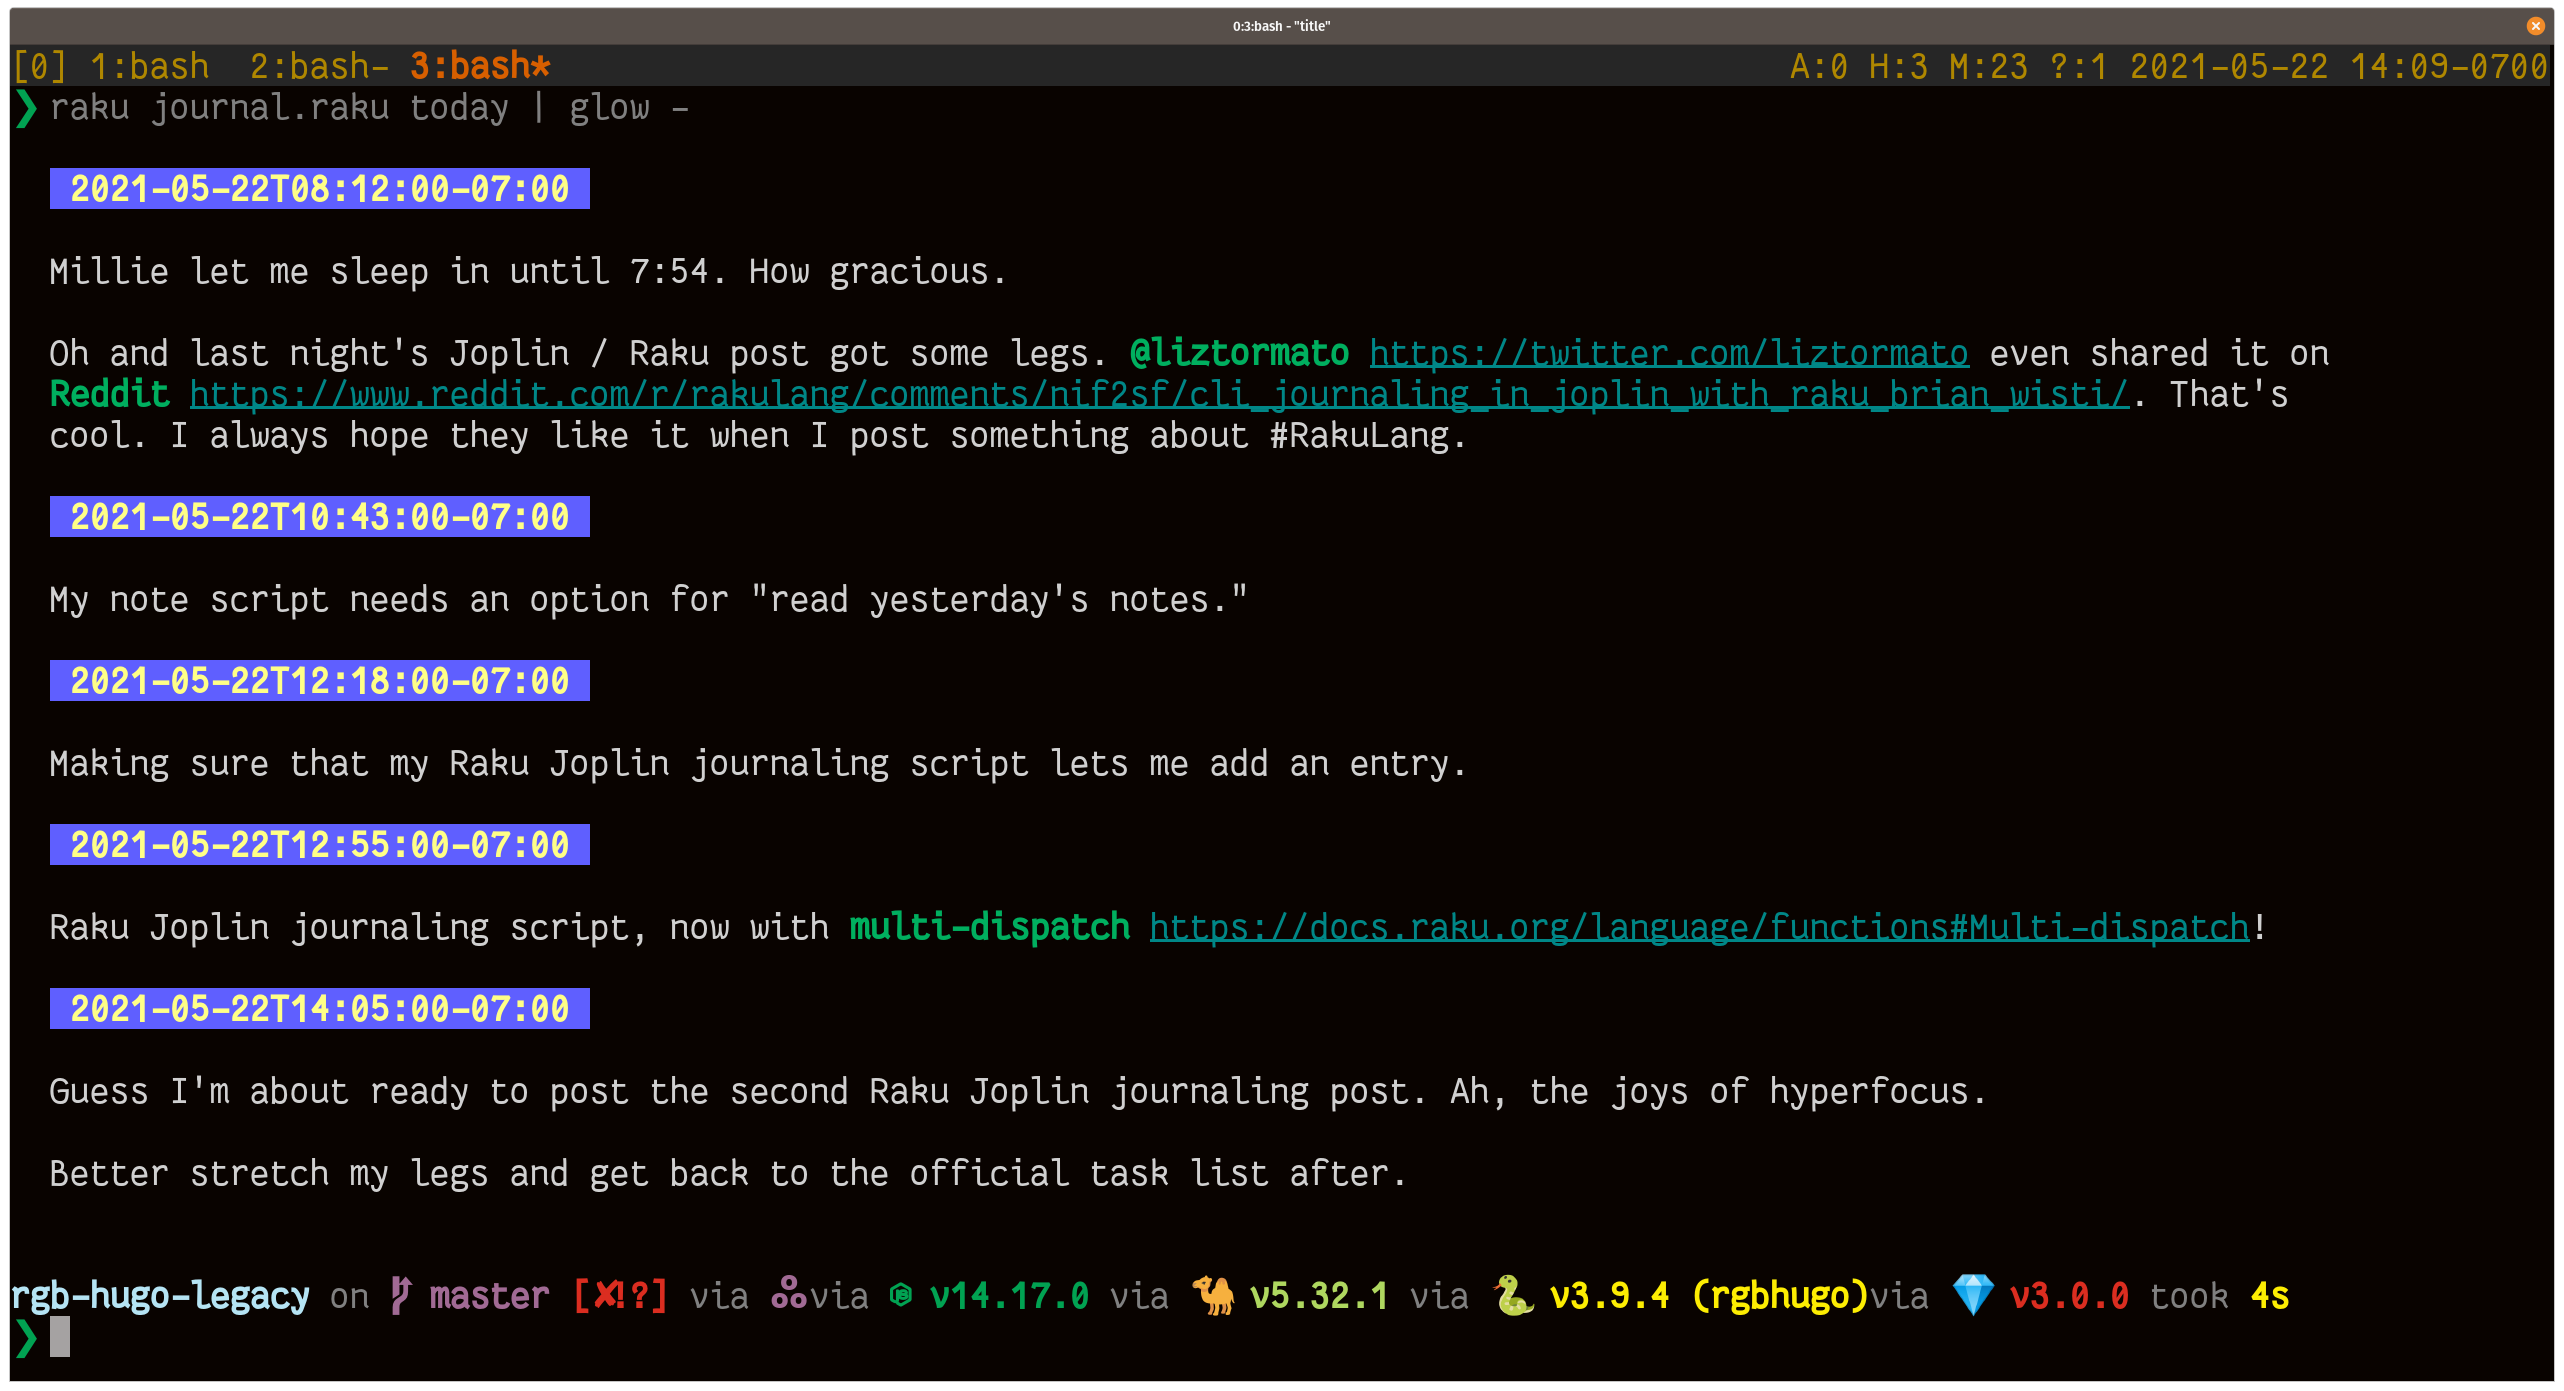 0:3:bash - "title"
[0] 1:bash  2:bash- 3:bash* A:0 H:3 M:23 ?:1 2021-05-22 14:09-0700
❯ raku journal.raku today | glow -
2021-05-22T08:12:00-07:00
Millie let me sleep in until 7:54. How gracious.
Oh and last night's Joplin / Raku post got some legs. @liztormato https://twitter.com/liztormato even shared it on
Reddit https://www.reddit.com/r/rakulang/comments/nif2sf/cli_journaling_in_joplin_with_raku_brian_wisti/. That's
cool. I always hope they like it when I post something about #RakuLang.
2021-05-22T10:43:00-07:00
My note script needs an option for "read yesterday's notes."
2021-05-22T12:18:00-07:00
Making sure that my Raku Joplin journaling script lets me add an entry.
2021-05-22T12:55:00-07:00
Raku Joplin journaling script, now with multi-dispatch https://docs.raku.org/language/functions#Multi-dispatch!
2021-05-22T14:05:00-07:00
Guess I'm about ready to post the second Raku Joplin journaling post. Ah, the joys of hyperfocus.
Better stretch my legs and get back to the official task list after.
rgb-hugo-legacy on master [✘!?] via via v14.17.0 via 🐪 v5.32.1 via 🐍 v3.9.4 (rgbhugo)via 💎 v3.0.0 took 4s
❯